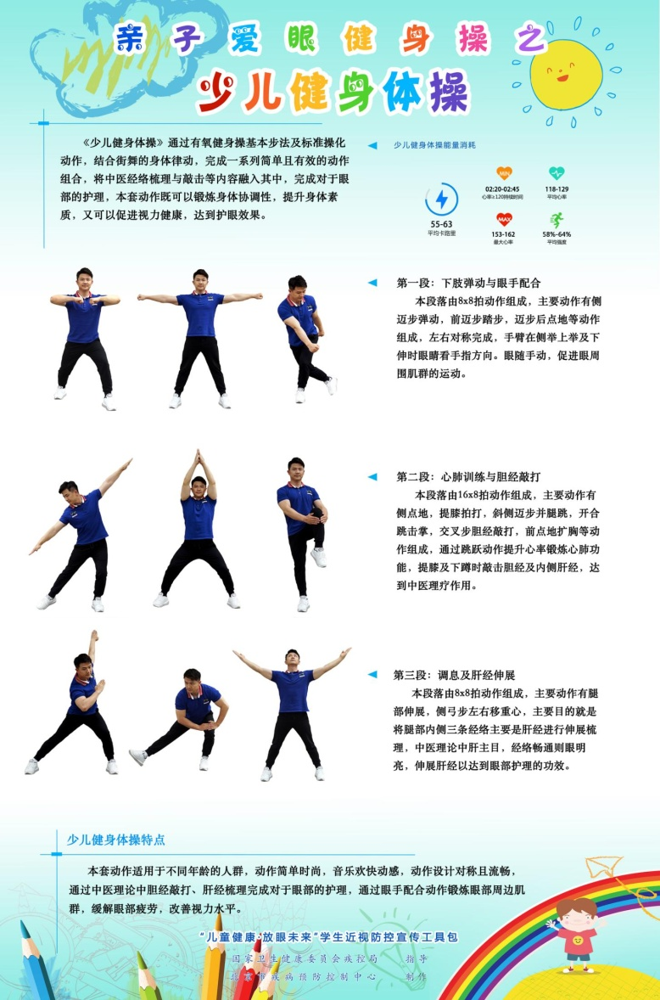 亲子爱眼健身操之
少儿健身体操
《少儿健身体操》通过有氧健身操基本步法及标准操化
动作，结合街舞的身体律动，完成一系列简单且有效的动作
组合，将中医经络梳理与敲击等内容融入其中，完成对于眼
部的护理，本套动作既可以锻炼身体协调性，提升身体素
质，又可以促进视力健康，达到护眼效果。
少儿健身体操能量消耗
55-63
平均卡路里
MIN
02:20-02:45
心率≥120持续时间
118-129
平均心率
MAX
153-162
最大心率
58%-64%
平均强度
第一段：下肢弹动与眼手配合
本段落由8x8拍动作组成，主要动作有侧
迈步弹动，前迈步踏步，迈步后点地等动作
组成，左右对称完成，手臂在侧举上举及下
伸时眼睛看手指方向。眼随手动，促进眼周
围肌群的运动。
第二段：心肺训练与胆经敲打
本段落由16x8拍动作组成，主要动作有
侧点地，提膝拍打，斜侧迈步并腿跳，开合
跳击掌，交叉步胆经敲打，前点地扩胸等动
作组成，通过跳跃动作提升心率锻炼心肺功
能，提膝及下蹲时敲击胆经及内侧肝经，达
到中医理疗作用。
第三段：调息及肝经伸展
本段落由8x8拍动作组成，主要动作有腿
部伸展，侧弓步左右移重心，主要目的就是
将腿部内侧三条经络主要是肝经进行伸展梳
理，中医理论中肝主目，经络畅通则眼明
亮，伸展肝经以达到眼部护理的功效。
少儿健身体操特点
本套动作适用于不同年龄的人群，动作简单时尚，音乐欢快动感，动作设计对称且流畅，
通过中医理论中胆经敲打、肝经梳理完成对于眼部的护理，通过眼手配合动作锻炼眼部周边肌
群，缓解眼部疲劳，改善视力水平。
“儿童健康·放眼未来”学生近视防控宣传工具包
国家卫生健康委员会疾控局 指导
北京市疾病预防控制中心 制作